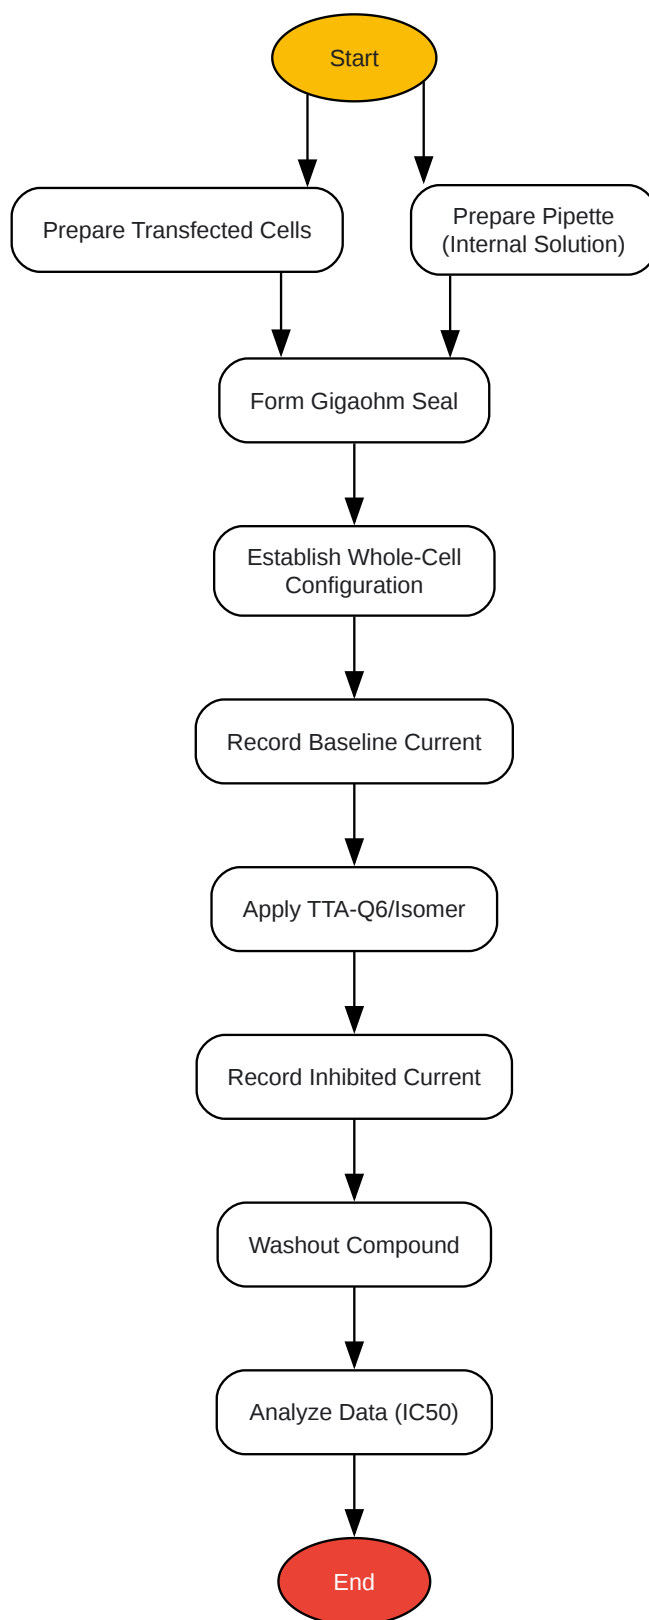 Start
Prepare Transfected Cells
Prepare Pipette
(Internal Solution)
Form Gigaohm Seal
Establish Whole-Cell
Configuration
Record Baseline Current
Apply TTA-Q6/Isomer
Record Inhibited Current
Washout Compound
Analyze Data (IC50)
End